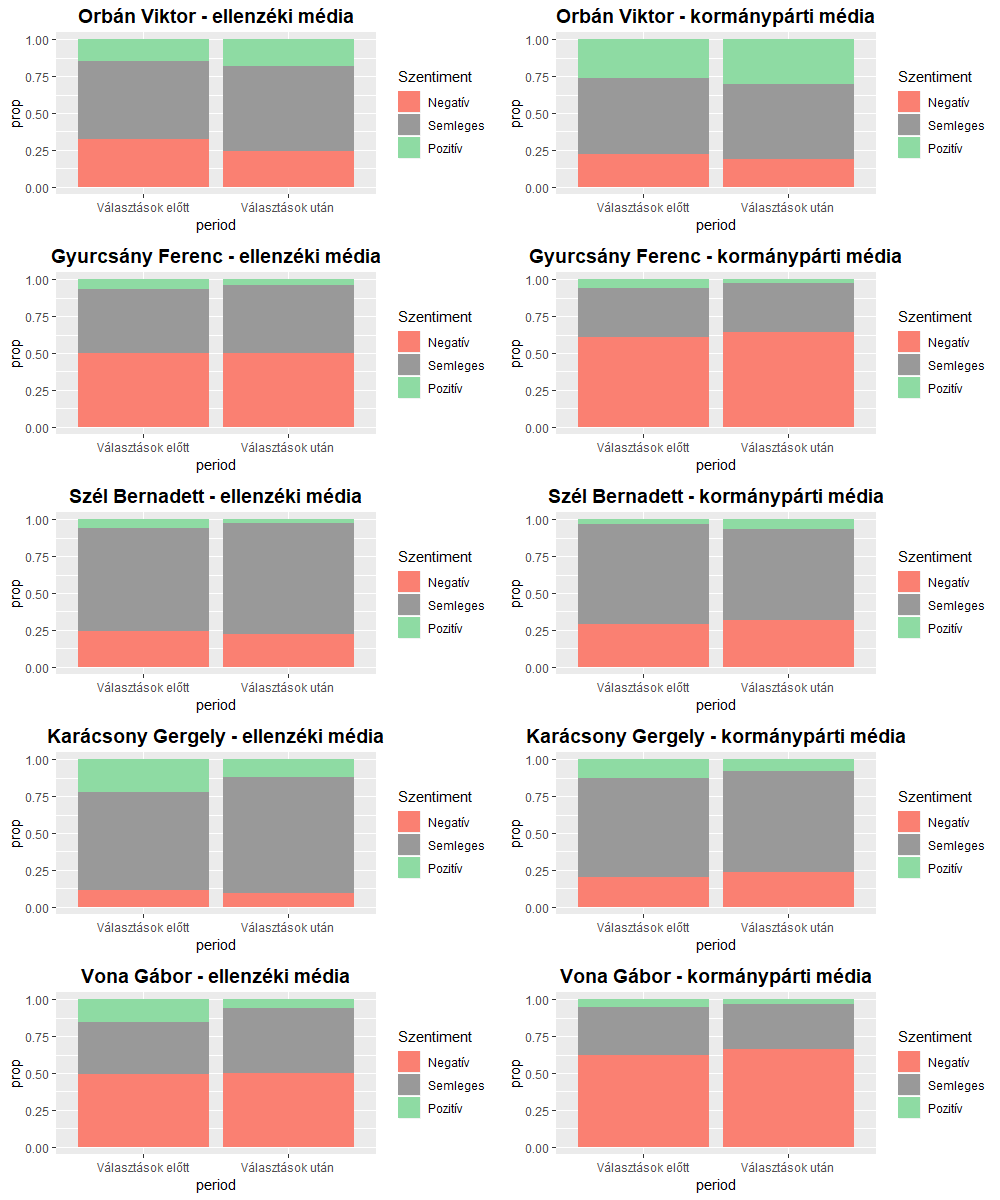 Orbán Viktor - ellenzéki média
prop
1.00
0.75
0.50
0.25
0.00
Választások előtt
Választások után
period
Szentiment
Negatív
Semleges
Pozitív
Orbán Viktor - kormánypárti média
prop
1.00
0.75
0.50
0.25
0.00
Választások előtt
Választások után
period
Szentiment
Negatív
Semleges
Pozitív
Gyurcsány Ferenc - ellenzéki média
prop
1.00
0.75
0.50
0.25
0.00
Választások előtt
Választások után
period
Szentiment
Negatív
Semleges
Pozitív
Gyurcsány Ferenc - kormánypárti média
prop
1.00
0.75
0.50
0.25
0.00
Választások előtt
Választások után
period
Szentiment
Negatív
Semleges
Pozitív
Szél Bernadett - ellenzéki média
prop
1.00
0.75
0.50
0.25
0.00
Választások előtt
Választások után
period
Szentiment
Negatív
Semleges
Pozitív
Szél Bernadett - kormánypárti média
prop
1.00
0.75
0.50
0.25
0.00
Választások előtt
Választások után
period
Szentiment
Negatív
Semleges
Pozitív
Karácsony Gergely - ellenzéki média
prop
1.00
0.75
0.50
0.25
0.00
Választások előtt
Választások után
period
Szentiment
Negatív
Semleges
Pozitív
Karácsony Gergely - kormánypárti média
prop
1.00
0.75
0.50
0.25
0.00
Választások előtt
Választások után
period
Szentiment
Negatív
Semleges
Pozitív
Vona Gábor - ellenzéki média
prop
1.00
0.75
0.50
0.25
0.00
Választások előtt
Választások után
period
Szentiment
Negatív
Semleges
Pozitív
Vona Gábor - kormánypárti média
prop
1.00
0.75
0.50
0.25
0.00
Választások előtt
Választások után
period
Szentiment
Negatív
Semleges
Pozitív